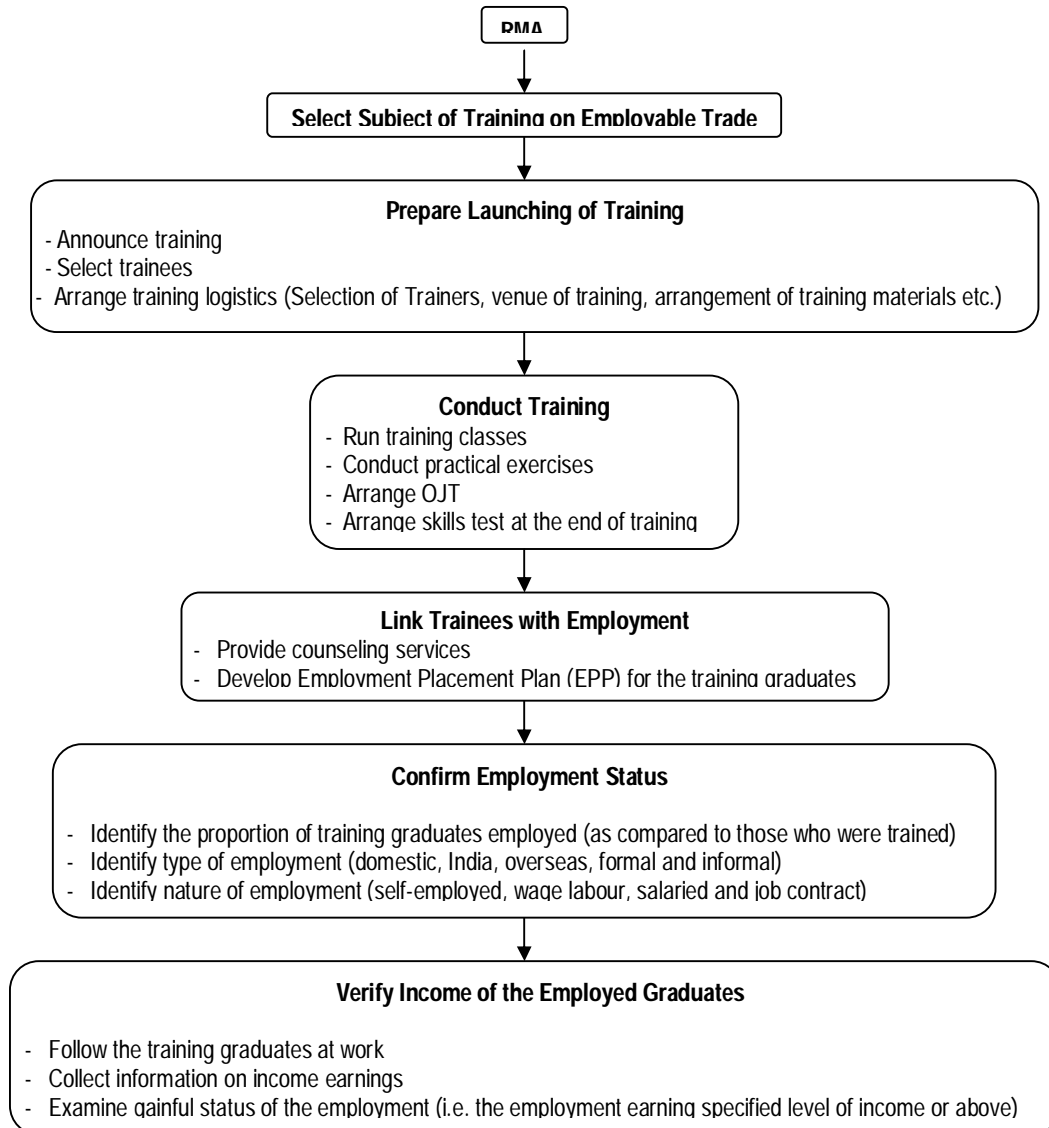 RMA
Select Subject of Training on Employable Trade
Prepare Launching of Training
- Announce training
- Select trainees
- Arrange training logistics (Selection of Trainers, venue of training, arrangement of training materials etc.)
Conduct Training
- Run training classes
- Conduct practical exercises
- Arrange OJT
- Arrange skills test at the end of training
Link Trainees with Employment
- Provide counseling services
- Develop Employment Placement Plan (EPP) for the training graduates
Confirm Employment Status
- Identify the proportion of training graduates employed (as compared to those who were trained)
- Identify type of employment (domestic, India, overseas, formal and informal)
- Identify nature of employment (self-employed, wage labour, salaried and job contract)
Verify Income of the Employed Graduates
- Follow the training graduates at work
- Collect information on income earnings
- Examine gainful status of the employment (i.e. the employment earning specified level of income or above)